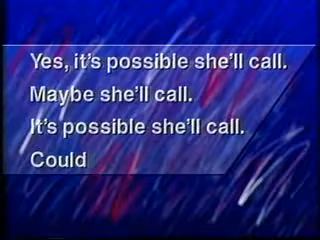 Yes, it's possible she'll call.
Maybe she'll call.
It's possible she'll call.
Could